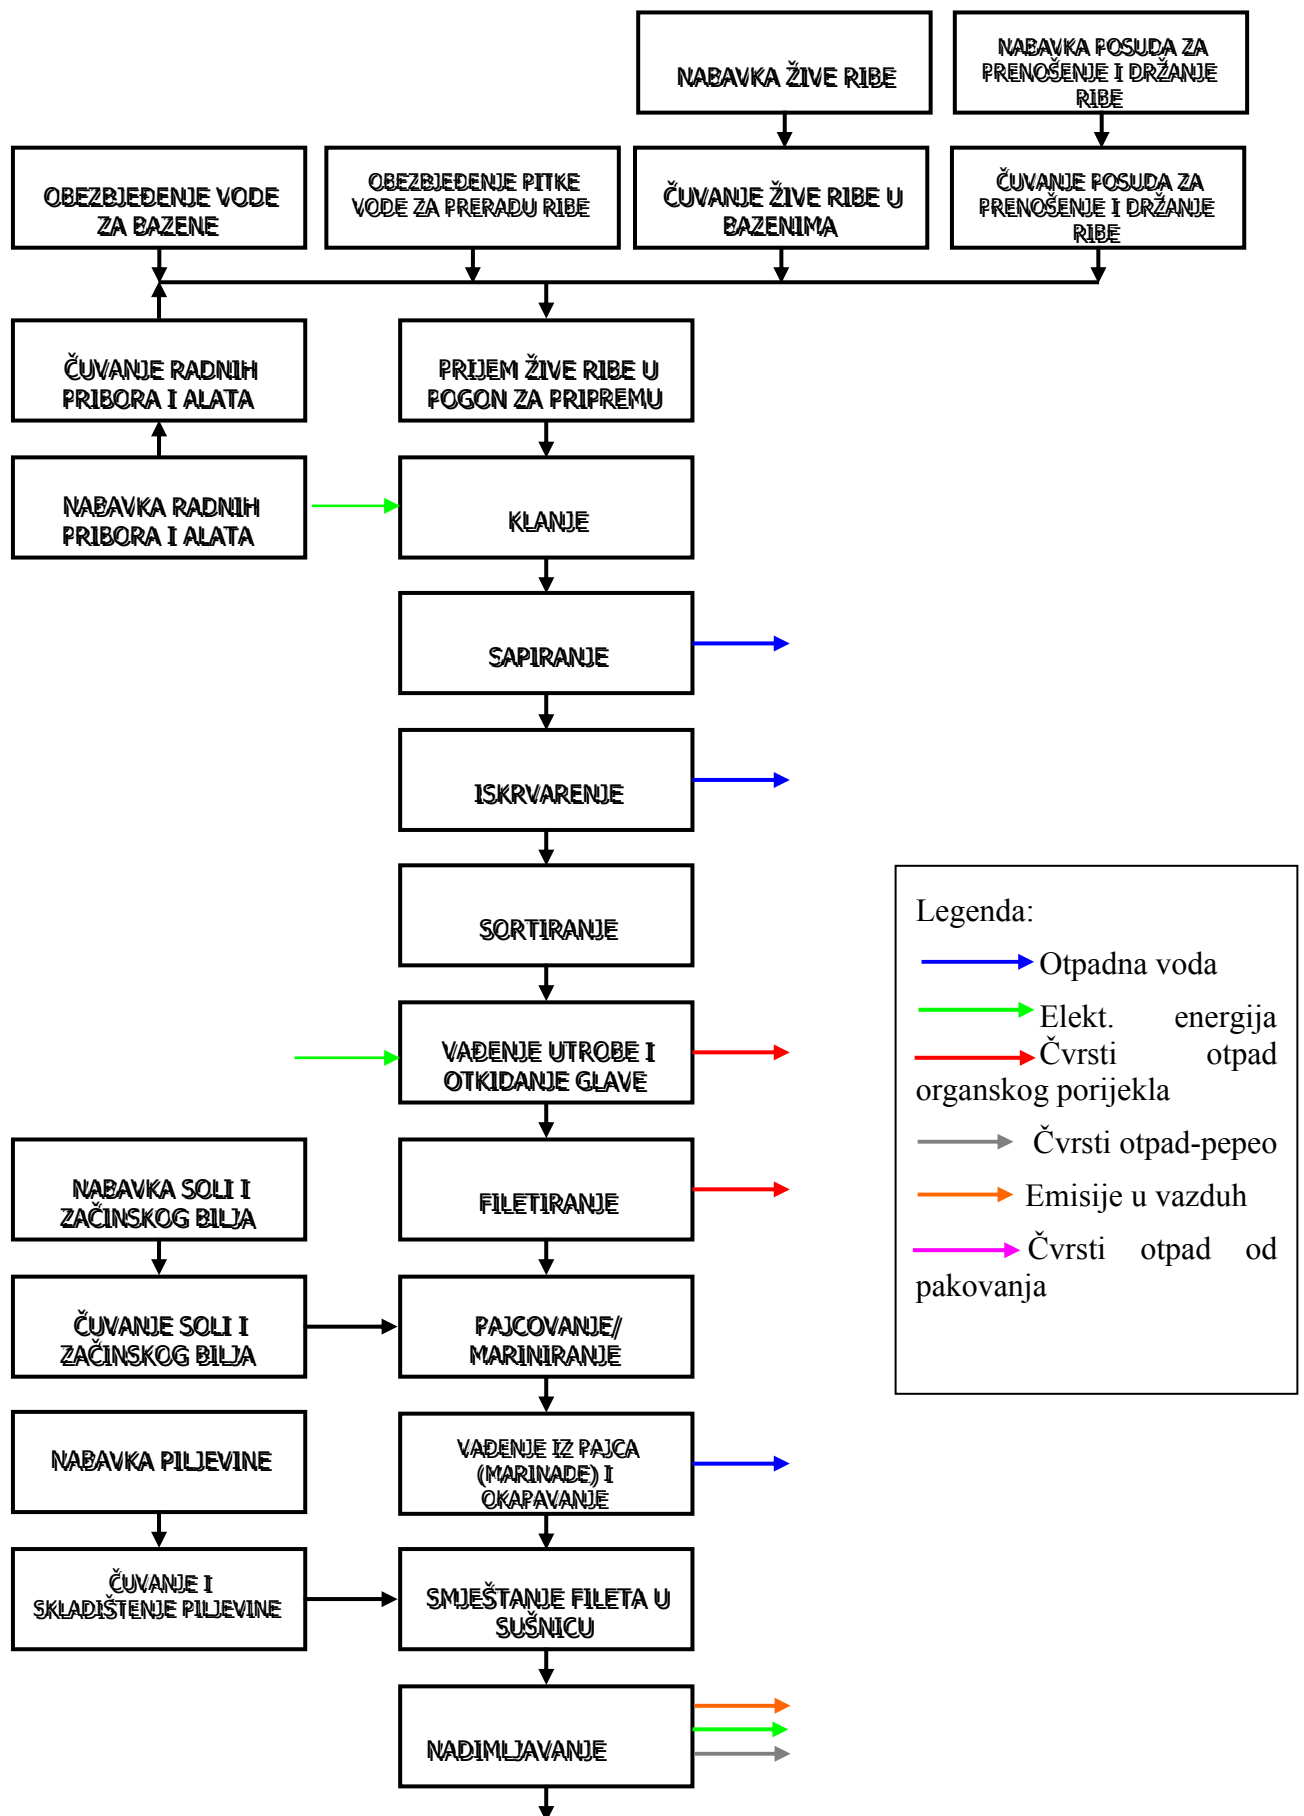 NABAVKA ŽIVE RIBE
NABAVKA POSUDA ZA
PRENOŠENJE I DRŽANJE
RIBE
OBEZBJEĐENJE VODE
ZA BAZENE
OBEZBJEĐENJE PITKE
VODE ZA PRERADU RIBE
ČUVANJE ŽIVE RIBE U
BAZENIMA
ČUVANJE POSUDA ZA
PRENOŠENJE I DRŽANJE
RIBE
ČUVANJE RADNIH
PRIBORA I ALATA
PRIJEM ŽIVE RIBE U
POGON ZA PRIPREMU
NABAVKA RADNIH
PRIBORA I ALATA
KLANJE
SAPIRANJE
ISKRVARENJE
SORTIRANJE
VAĐENJE UTROBE I
OTKIDANJE GLAVE
NABAVKA SOLI I
ZAČINSKOG BILJA
FILETIRANJE
ČUVANJE SOLI I
ZAČINSKOG BILJA
PAJCOVANJE/
MARINIRANJE
NABAVKA PILJEVINE
VAĐENJE IZ PAJCA
(MARINADE) I
OKAPAVANJE
ČUVANJE I
SKLADIŠTENJE PILJEVINE
SMJEŠTANJE FILETA U
SUŠNICU
NADIMLJAVANJE
Legenda:
Otpadna voda
Elekt. energija
Čvrsti otpad
organskog porijekla
Čvrsti otpad-pepeo
Emisije u vazduh
Čvrsti otpad od
pakovanja